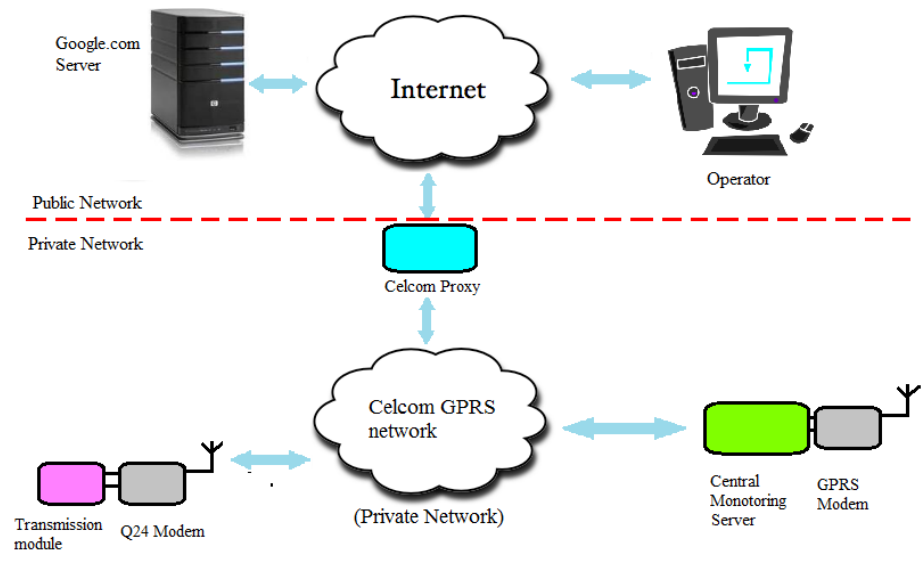 Google.com
Server
Internet
Operator
Public Network
Private Network
Celcom Proxy
Celcom GPRS
network
(Private Network)
Transmission
module
Q24 Modem
Central
Monotoring
Server
GPRS
Modem